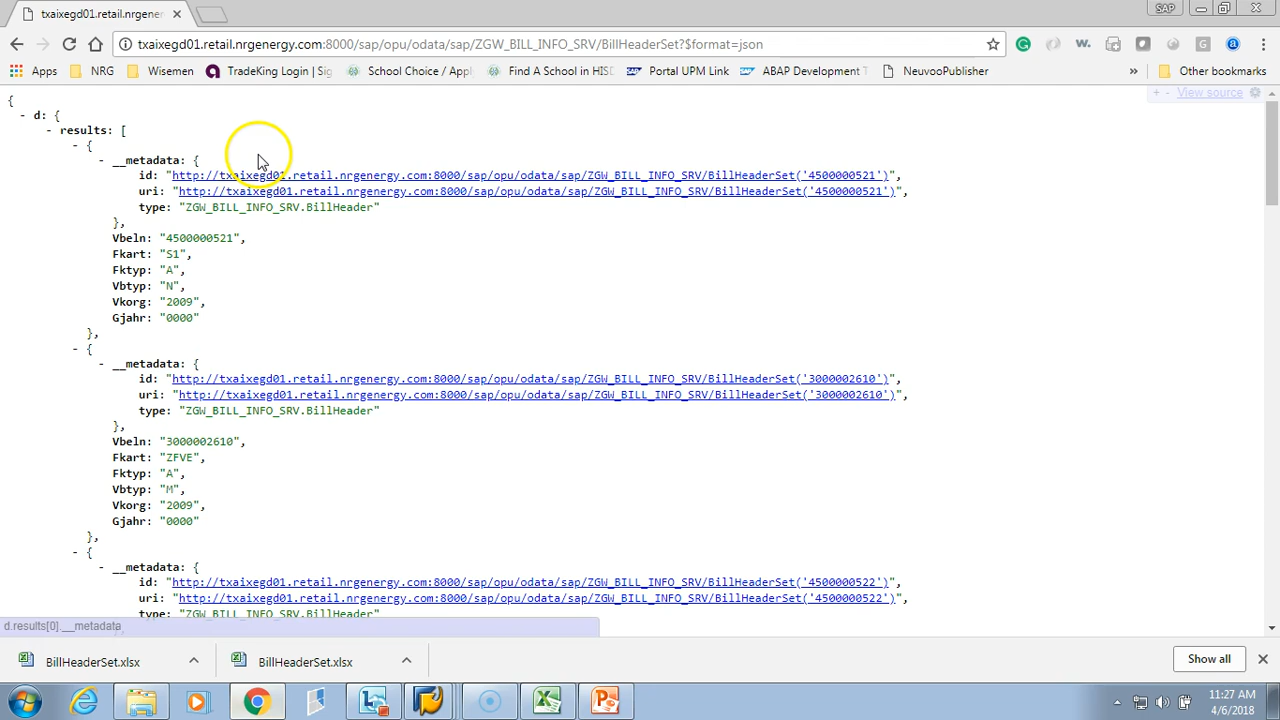 txaixegd01.retail.nrgener
SAP
txaixegd01.retail.nrgenergy.com:8000/sap/opu/odata/sap/ZGW_BILL_INFO_SRV/BillHeaderSet?$format=json
Apps NRG Wisemen TradeKing Login | Sig School Choice / Appl Find A School in HISD Portal UPM Link ABAP Development T NeuvooPublisher » Other bookmarks
{ + - View source
- d: {
- results: [
- {
- __metadata: {
id: "http://txaixegd01.retail.nrgenergy.com:8000/sap/opu/odata/sap/ZGW_BILL_INFO_SRV/BillHeaderSet('4500000521')",
uri: "http://txaixegd01.retail.nrgenergy.com:8000/sap/opu/odata/sap/ZGW_BILL_INFO_SRV/BillHeaderSet('4500000521')",
type: "ZGW_BILL_INFO_SRV.BillHeader"
},
Vbeln: "4500000521",
Fkart: "S1",
Fktyp: "A",
Vbtyp: "N",
Vkorg: "2009",
Gjahr: "0000"
},
- {
- __metadata: {
id: "http://txaixegd01.retail.nrgenergy.com:8000/sap/opu/odata/sap/ZGW_BILL_INFO_SRV/BillHeaderSet('3000002610')",
uri: "http://txaixegd01.retail.nrgenergy.com:8000/sap/opu/odata/sap/ZGW_BILL_INFO_SRV/BillHeaderSet('3000002610')",
type: "ZGW_BILL_INFO_SRV.BillHeader"
},
Vbeln: "3000002610",
Fkart: "ZFVE",
Fktyp: "A",
Vbtyp: "M",
Vkorg: "2009",
Gjahr: "0000"
},
- {
- __metadata: {
id: "http://txaixegd01.retail.nrgenergy.com:8000/sap/opu/odata/sap/ZGW_BILL_INFO_SRV/BillHeaderSet('4500000522')",
uri: "http://txaixegd01.retail.nrgenergy.com:8000/sap/opu/odata/sap/ZGW_BILL_INFO_SRV/BillHeaderSet('4500000522')",
type: "ZGW_BILL_INFO_SRV.BillHeader"
d.results[0].__metadata },
BillHeaderSet.xlsx BillHeaderSet.xlsx Show all
11:27 AM
4/6/2018